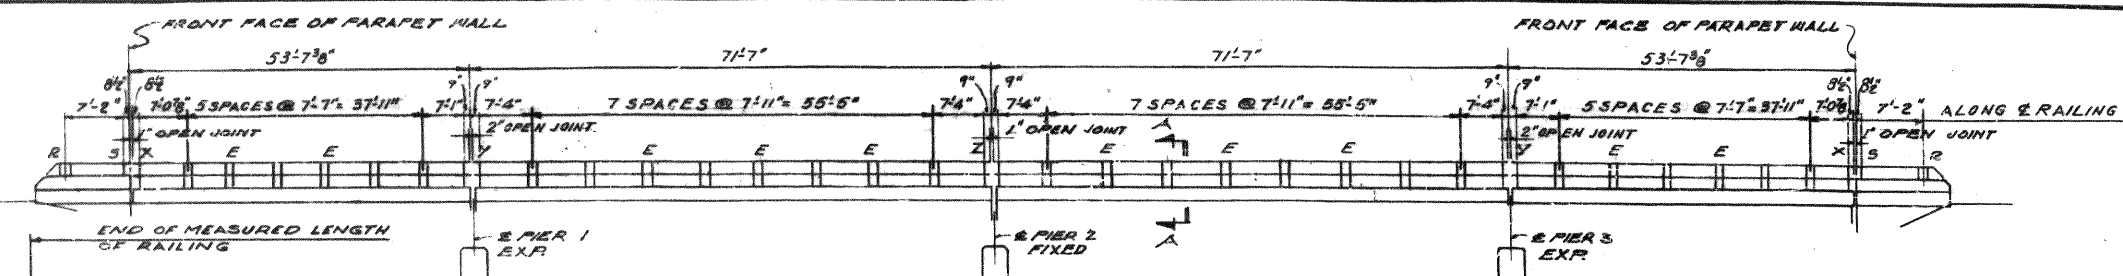 FRONT FACE OF PARAPET WALL
FRONT FACE OF PARAPET WALL
53'-7⅜"
71'-7"
71'-7"
53'-7⅜"
8½" 8½"
9" 9"
9" 9"
9" 9"
8½" 8½"
7'-2" 7'-0⅞" 5 SPACES @ 7'-7"= 37'-11" 7'-1" 7'-4" 7 SPACES @ 7'-11"= 55'-5" 7'-4" 7'-4" 7 SPACES @ 7'-11"= 55'-5" 7'-4" 7'-1" 5 SPACES @ 7'-7"= 37'-11" 7'-0⅞" 7'-2" ALONG ℄ RAILING
1" OPEN JOINT
2" OPEN JOINT
1" OPEN JOINT
A
2" OPEN JOINT
1" OPEN JOINT
R S X E E Y E E E Z E E E Y E E X S R
END OF MEASURED LENGTH
OF RAILING
℄ PIER 1
EXP.
℄ PIER 2
FIXED
A
℄ PIER 3
EXP.